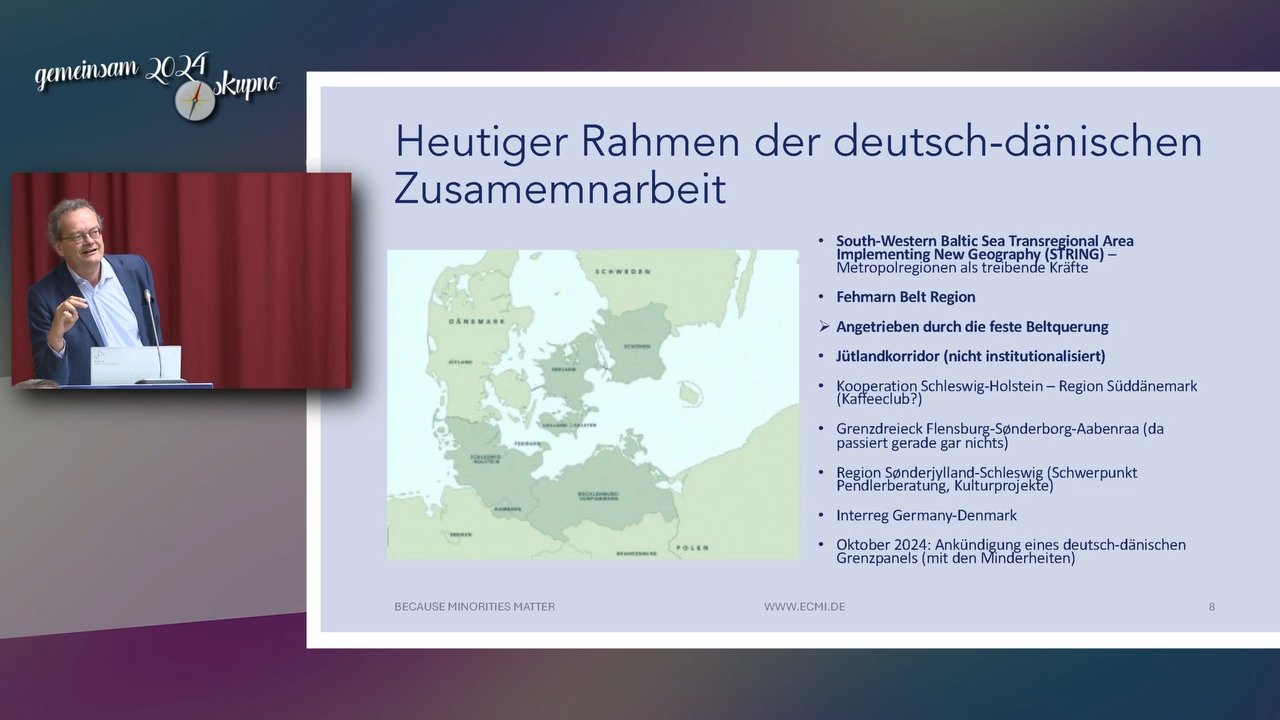 gemeinsam 2024
skupno
Heutiger Rahmen der deutsch-dänischen
Zusamemnarbeit
SCHWEDEN
DÄNEMARK
JÜTLAND
SCHONEN
SEELAND
LOLLAND-FALSTER
FEHMARN
SCHLESWIG
HOLSTEIN
MECKLENBURG
VORPOMMERN
HAMBURG
BREMEN
BRANDENBURG
POLEN
• South-Western Baltic Sea Transregional Area
Implementing New Geography (STRING) –
Metropolregionen als treibende Kräfte
• Fehmarn Belt Region
➢ Angetrieben durch die feste Beltquerung
• Jütlandkorridor (nicht institutionalisiert)
• Kooperation Schleswig-Holstein – Region Süddänemark
(Kaffeeclub?)
• Grenzdreieck Flensburg-Sønderborg-Aabenraa (da
passiert gerade gar nichts)
• Region Sønderjylland-Schleswig (Schwerpunkt
Pendlerberatung, Kulturprojekte)
• Interreg Germany-Denmark
• Oktober 2024: Ankündigung eines deutsch-dänischen
Grenzpanels (mit den Minderheiten)
BECAUSE MINORITIES MATTER
WWW.ECMI.DE
8